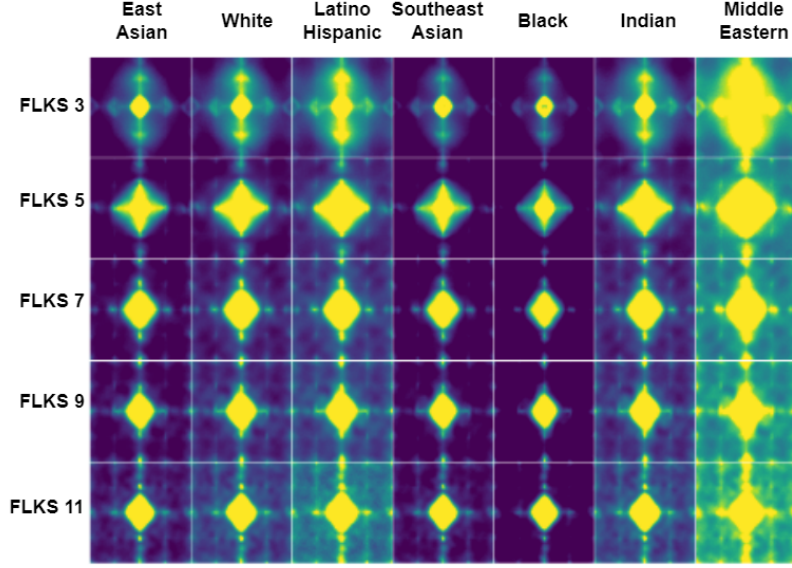 East
Asian
White
Latino
Hispanic
Southeast
Asian
Black
Indian
Middle
Eastern
FLKS 3
FLKS 5
FLKS 7
FLKS 9
FLKS 11